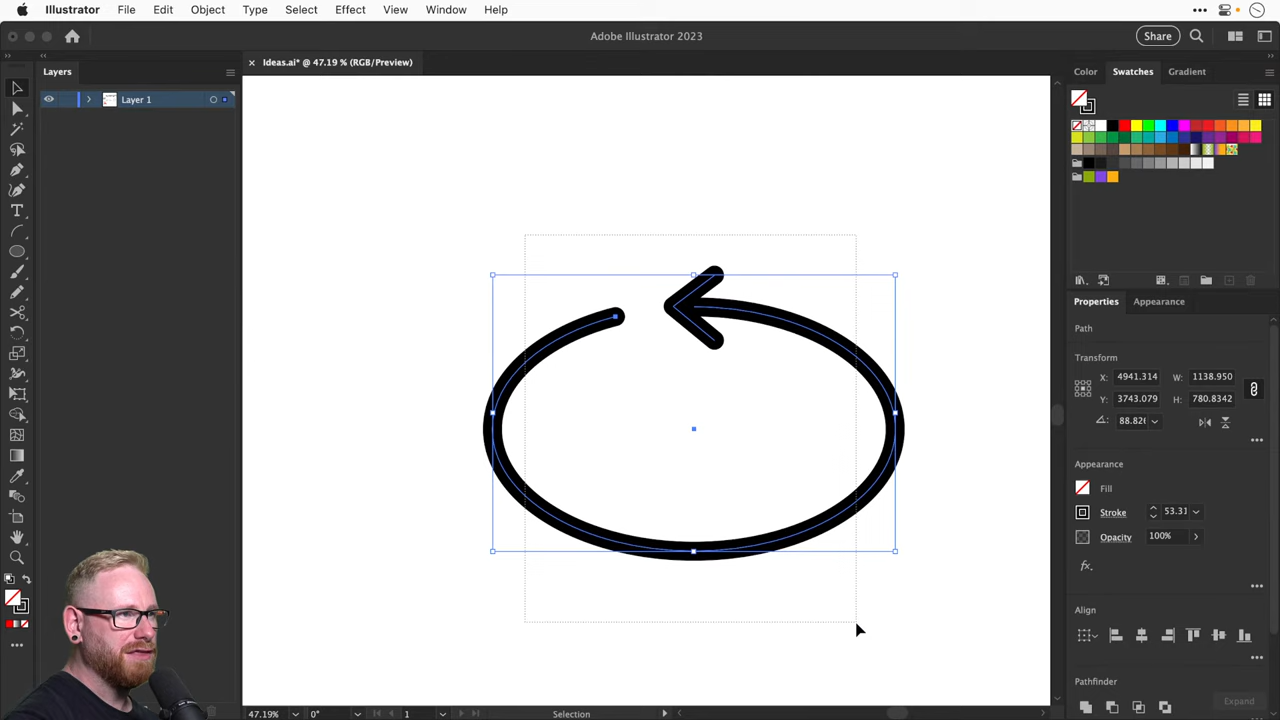 Illustrator File Edit Object Type Select Effect View Window Help
Adobe Illustrator 2023
Share
Layers
× Ideas.ai* @ 47.19 % (RGB/Preview)
Color Swatches Gradient
Layer 1
Properties Appearance
Path
Transform
X: 4941.314 W: 1138.950
Y: 3743.079 H: 780.8342
88.826
Appearance
Fill
Stroke 53.31
Opacity 100%
fx.
Align
Pathfinder
Expand
47.19% 0° 1 Selection